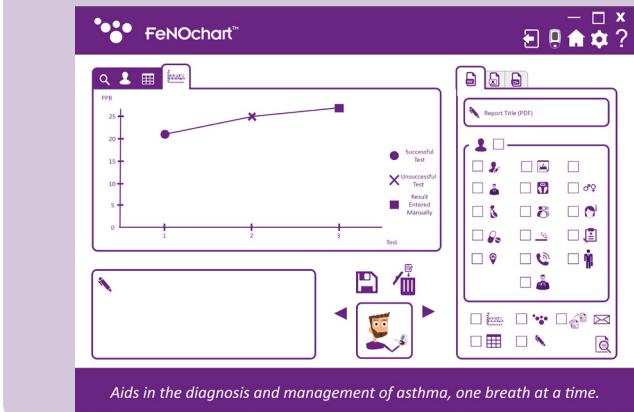 FeNOchart™
PPB
25
20
15
10
5
0
1
2
3
Test
Successful
Test
Unsuccessful
Test
Result
Entered
Manually
Report Title (PDF)
Aids in the diagnosis and management of asthma, one breath at a time.